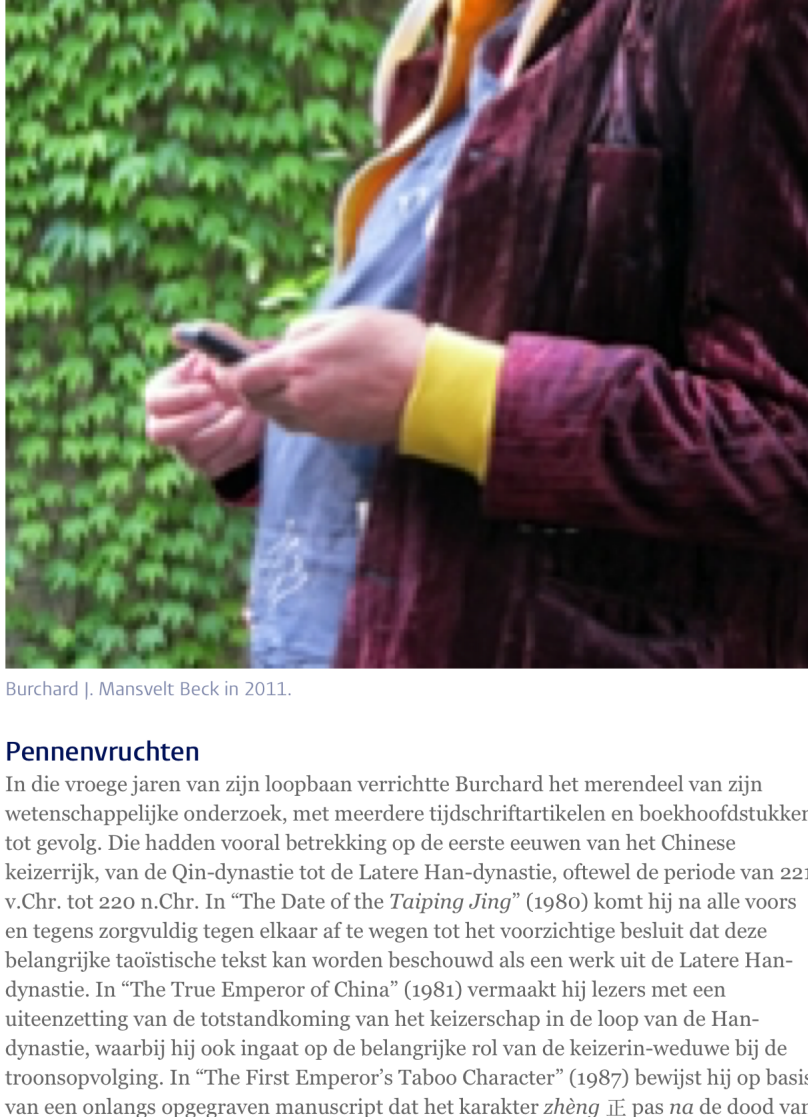 Burchard J. Mansvelt Beck in 2011.
Pennenvruchten
In die vroege jaren van zijn loopbaan verrichtte Burchard het merendeel van zijn
wetenschappelijke onderzoek, met meerdere tijdschriftartikelen en boekhoofdstukken
tot gevolg. Die hadden vooral betrekking op de eerste eeuwen van het Chinese
keizerrijk, van de Qin-dynastie tot de Latere Han-dynastie, oftewel de periode van 221
v.Chr. tot 220 n.Chr. In “The Date of the Taiping Jing” (1980) komt hij na alle voors
en tegens zorgvuldig tegen elkaar af te wegen tot het voorzichtige besluit dat deze
belangrijke taoïstische tekst kan worden beschouwd als een werk uit de Latere Han-
dynastie. In “The True Emperor of China” (1981) vermaakt hij lezers met een
uiteenzetting van de totstandkoming van het keizerschap in de loop van de Han-
dynastie, waarbij hij ook ingaat op de belangrijke rol van de keizerin-weduwe bij de
troonsopvolging. In “The First Emperor’s Taboo Character” (1987) bewijst hij op basis
van een onlangs opgegraven manuscript dat het karakter zhèng 正 pas na de dood van